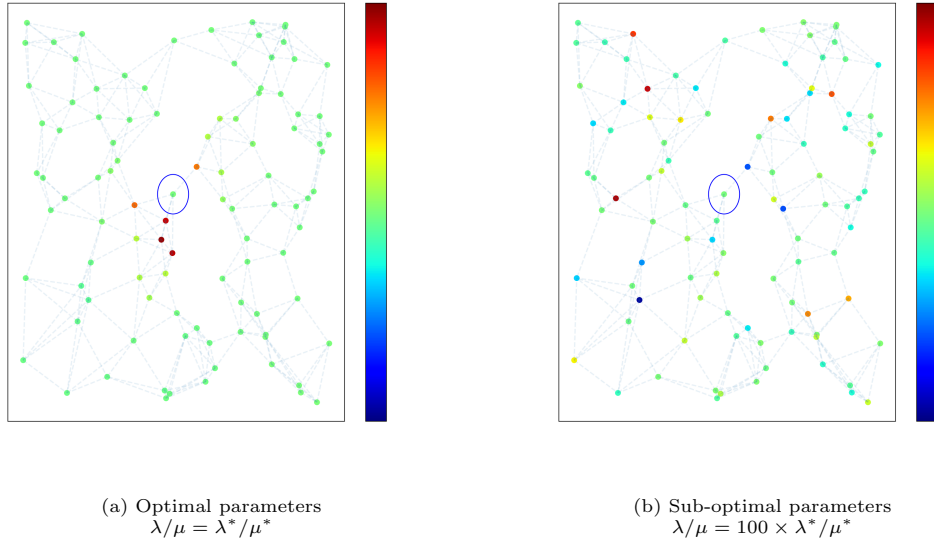 (a) Optimal parameters
λ/μ = λ*/μ*
(b) Sub-optimal parameters
λ/μ = 100 × λ*/μ*